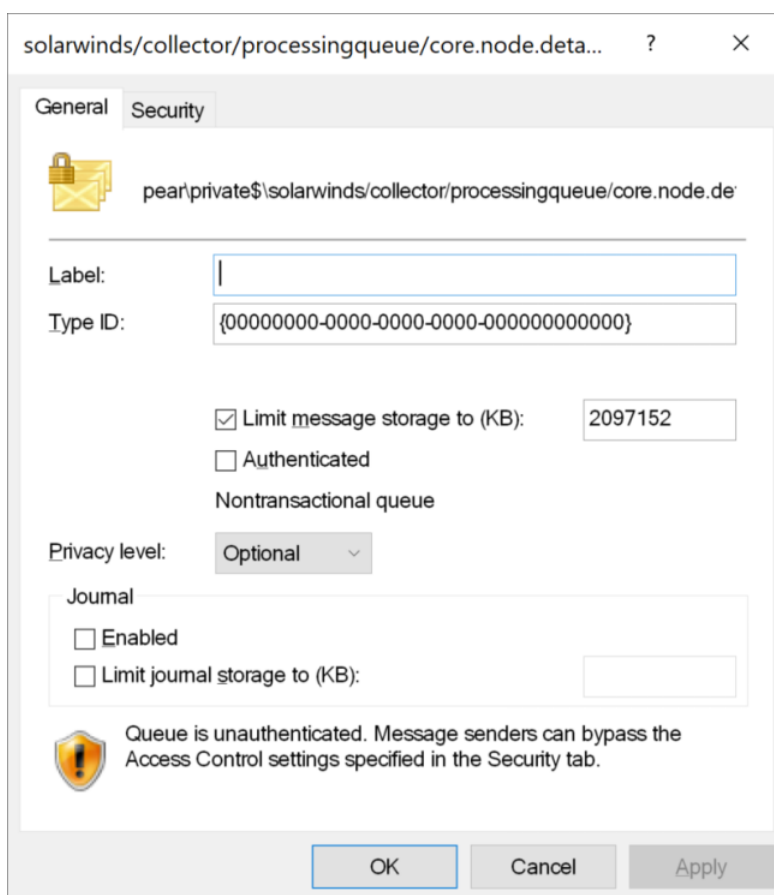 solarwinds/collector/processingqueue/core.node.deta... ?
General Security
pear\private$\solarwinds/collector/processingqueue/core.node.de
Label:
Type ID: {00000000-0000-0000-0000-000000000000}
Limit message storage to (KB): 2097152
Authenticated
Nontransactional queue
Privacy level: Optional
Journal
Enabled
Limit journal storage to (KB):
Queue is unauthenticated. Message senders can bypass the
Access Control settings specified in the Security tab.
OK Cancel Apply